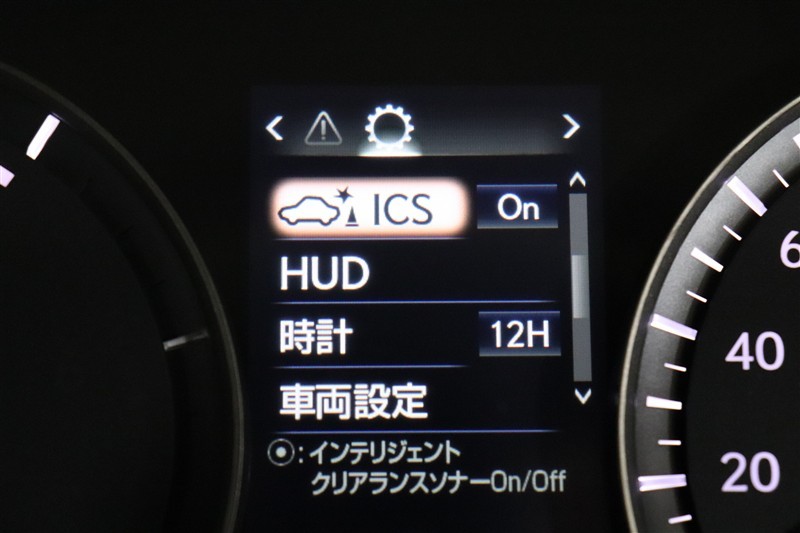 ICS On
HUD
時計 12H
車両設定
⦿:インテリジェント
クリアランスソナーOn/Off
6
40
20